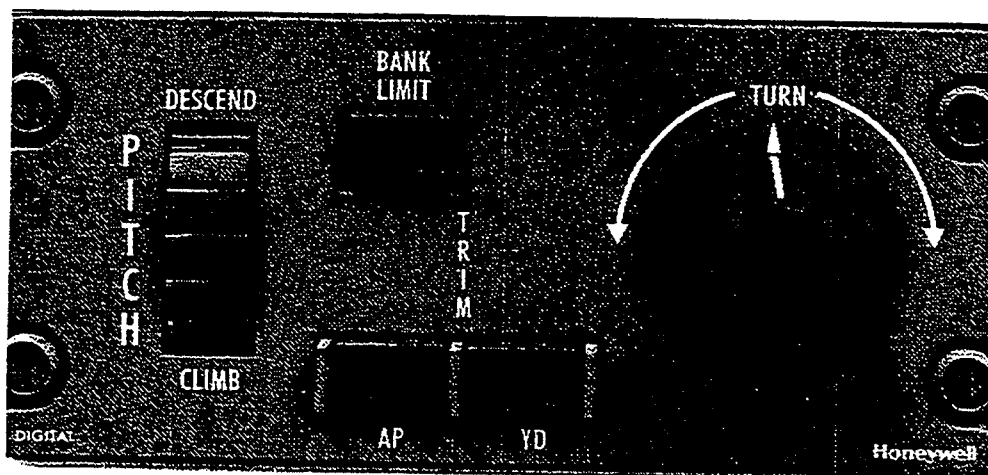 BANK
LIMIT
DESCEND
PITCH
CLIMB
TRIM
TURN
AP
YD
DIGITAL
Honeywell